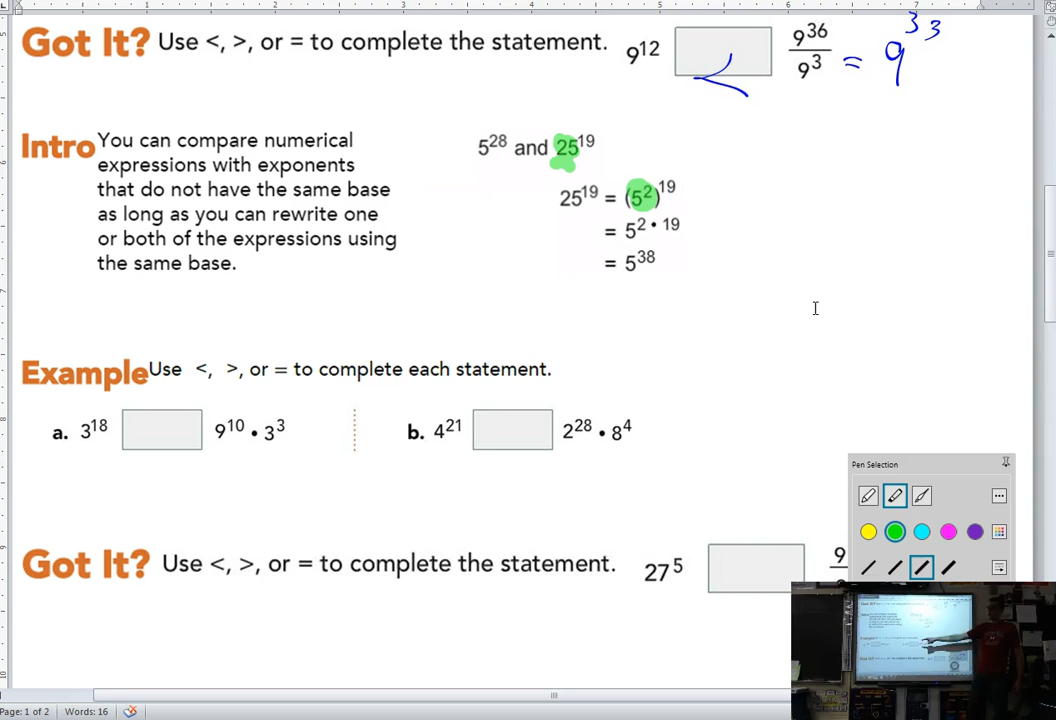 Got It? Use <, >, or = to complete the statement. 9^12 < 9^36/9^3 = 9^33
Intro You can compare numerical
expressions with exponents
that do not have the same base
as long as you can rewrite one
or both of the expressions using
the same base.
5^28 and 25^19
25^19 = (5^2)^19
= 5^2 • 19
= 5^38
Example Use <, >, or = to complete each statement.
a. 3^18 9^10 • 3^3 b. 4^21 2^28 • 8^4
Got It? Use <, >, or = to complete the statement. 27^5 9
Pen Selection
Page: 1 of 2 Words: 16